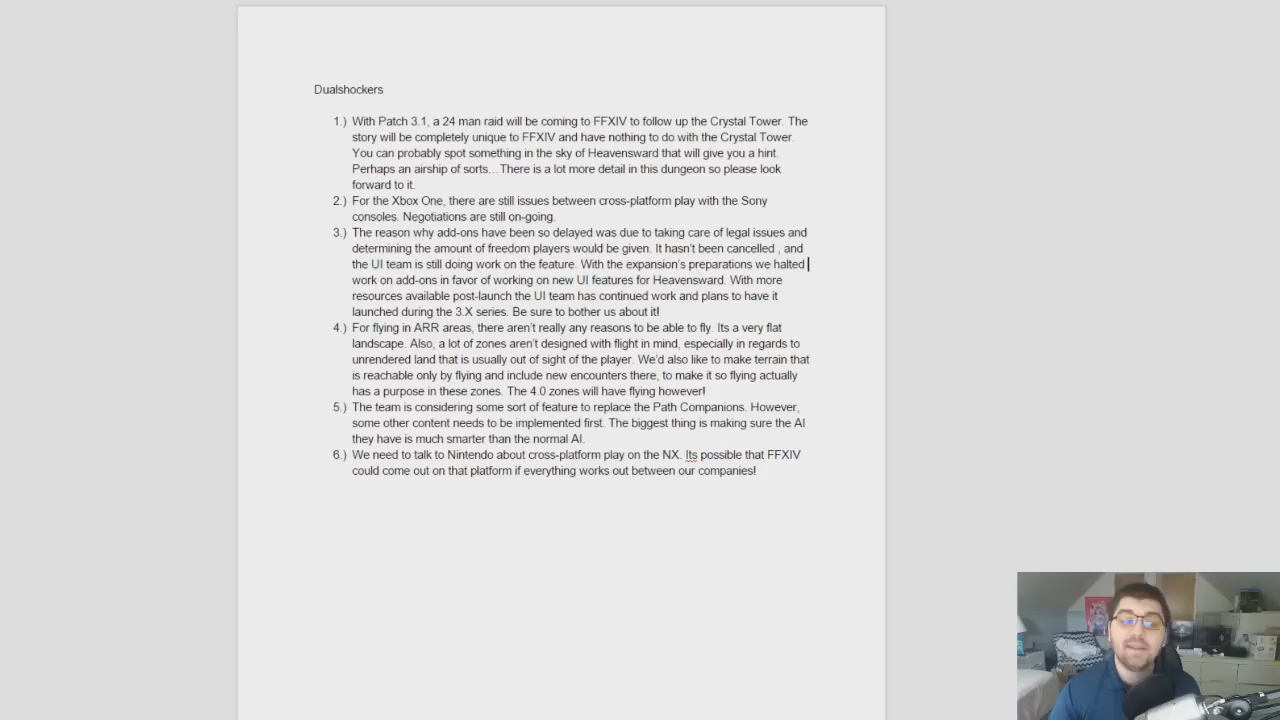 Dualshockers
1.) With Patch 3.1, a 24 man raid will be coming to FFXIV to follow up the Crystal Tower. The
story will be completely unique to FFXIV and have nothing to do with the Crystal Tower.
You can probably spot something in the sky of Heavensward that will give you a hint.
Perhaps an airship of sorts...There is a lot more detail in this dungeon so please look
forward to it.
2.) For the Xbox One, there are still issues between cross-platform play with the Sony
consoles. Negotiations are still on-going.
3.) The reason why add-ons have been so delayed was due to taking care of legal issues and
determining the amount of freedom players would be given. It hasn't been cancelled , and
the UI team is still doing work on the feature. With the expansion's preparations we halted
work on add-ons in favor of working on new UI features for Heavensward. With more
resources available post-launch the UI team has continued work and plans to have it
launched during the 3.X series. Be sure to bother us about it!
4.) For flying in ARR areas, there aren't really any reasons to be able to fly. Its a very flat
landscape. Also, a lot of zones aren't designed with flight in mind, especially in regards to
unrendered land that is usually out of sight of the player. We'd also like to make terrain that
is reachable only by flying and include new encounters there, to make it so flying actually
has a purpose in these zones. The 4.0 zones will have flying however!
5.) The team is considering some sort of feature to replace the Path Companions. However,
some other content needs to be implemented first. The biggest thing is making sure the AI
they have is much smarter than the normal AI.
6.) We need to talk to Nintendo about cross-platform play on the NX. Its possible that FFXIV
could come out on that platform if everything works out between our companies!